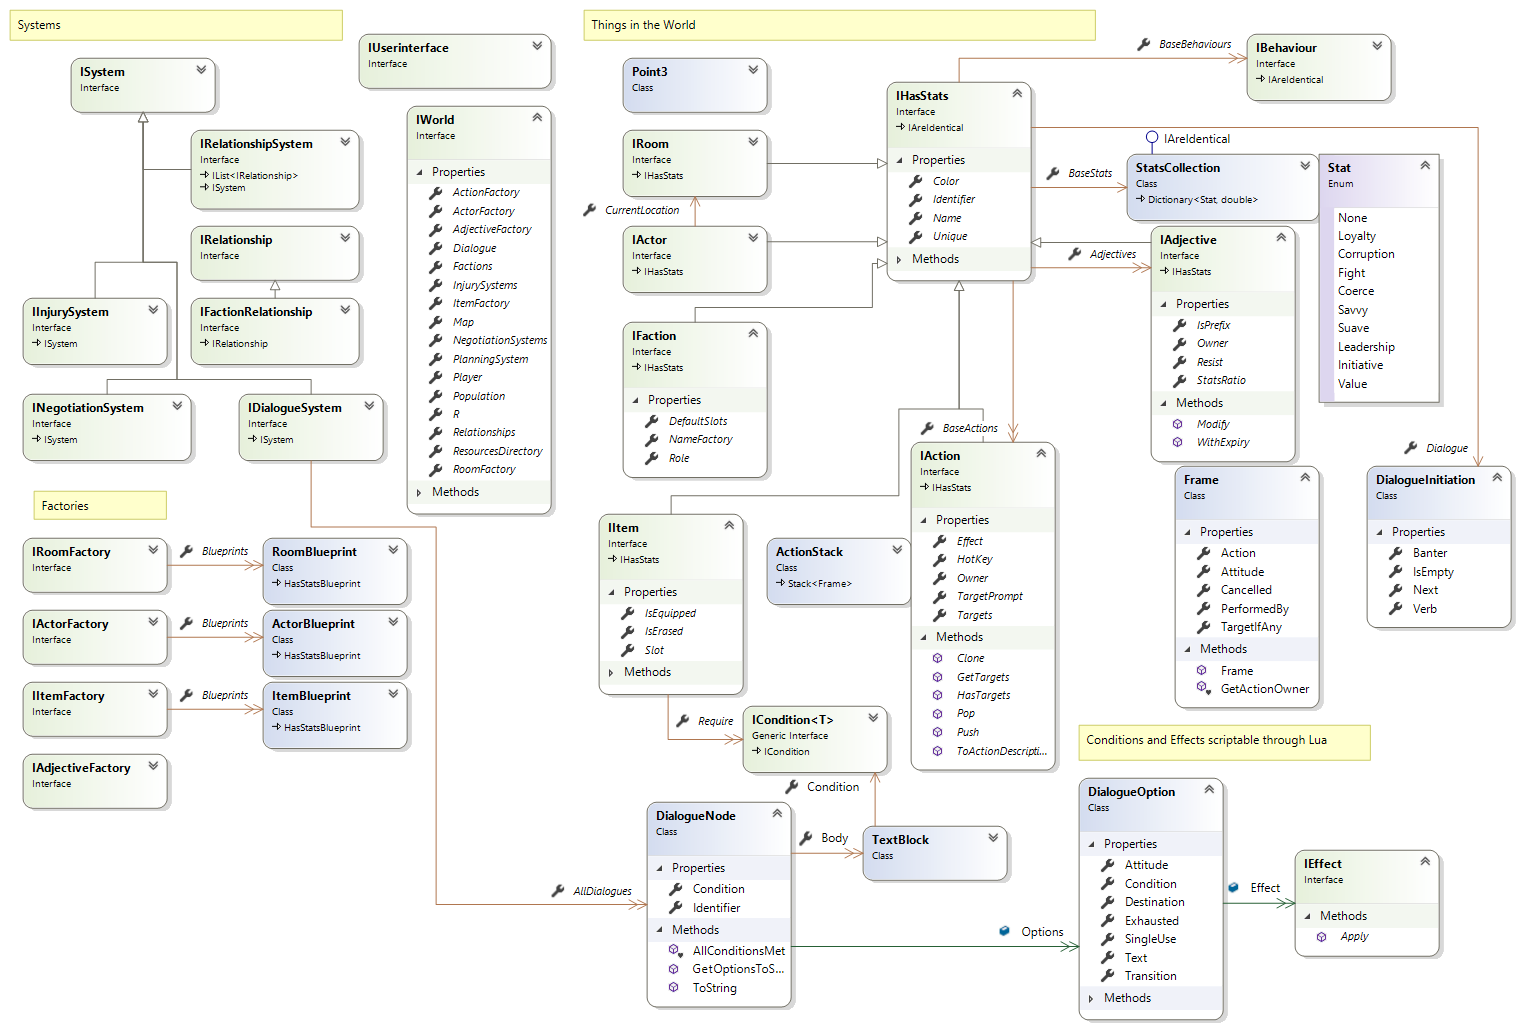 Systems
Things in the World
IUserinterface
Interface
ISystem
Interface
IWorld
Interface
Properties
ActionFactory
ActorFactory
AdjectiveFactory
Dialogue
Factions
InjurySystems
ItemFactory
Map
NegotiationSystems
PlanningSystem
Player
Population
R
Relationships
ResourcesDirectory
RoomFactory
Methods
IRelationshipSystem
Interface
IList<IRelationship>
ISystem
IRelationship
Interface
IInjurySystem
Interface
ISystem
IFactionRelationship
Interface
IRelationship
INegotiationSystem
Interface
ISystem
IDialogueSystem
Interface
ISystem
Factories
IRoomFactory
Interface
Blueprints
RoomBlueprint
Class
HasStatsBlueprint
IActorFactory
Interface
Blueprints
ActorBlueprint
Class
HasStatsBlueprint
IItemFactory
Interface
Blueprints
ItemBlueprint
Class
HasStatsBlueprint
IAdjectiveFactory
Interface
Point3
Class
IRoom
Interface
IHasStats
CurrentLocation
IActor
Interface
IHasStats
IFaction
Interface
IHasStats
Properties
DefaultSlots
NameFactory
Role
IHasStats
Interface
IAreIdentical
Properties
Color
Identifier
Name
Unique
Methods
BaseBehaviours
IBehaviour
Interface
IAreIdentical
IAreIdentical
BaseStats
StatsCollection
Class
Dictionary<Stat, double>
Stat
Enum
None
Loyalty
Corruption
Fight
Coerce
Savvy
Suave
Leadership
Initiative
Value
Adjectives
IAdjective
Interface
IHasStats
Properties
IsPrefix
Owner
Resist
StatsRatio
Methods
Modify
WithExpiry
BaseActions
IAction
Interface
IHasStats
Properties
Effect
HotKey
Owner
TargetPrompt
Targets
Methods
Clone
GetTargets
HasTargets
Pop
Push
ToActionDescripti...
IItem
Interface
IHasStats
Properties
IsEquipped
IsErased
Slot
Methods
ActionStack
Class
Stack<Frame>
Frame
Class
Properties
Action
Attitude
Cancelled
PerformedBy
TargetIfAny
Methods
Frame
GetActionOwner
Dialogue
DialogueInitiation
Class
Properties
Banter
IsEmpty
Next
Verb
Require
ICondition<T>
Generic Interface
ICondition
Condition
Conditions and Effects scriptable through Lua
AllDialogues
DialogueNode
Class
Properties
Condition
Identifier
Methods
AllConditionsMet
GetOptionsToS...
ToString
Body
TextBlock
Class
Options
DialogueOption
Class
Properties
Attitude
Condition
Destination
Exhausted
SingleUse
Text
Transition
Methods
Effect
IEffect
Interface
Methods
Apply